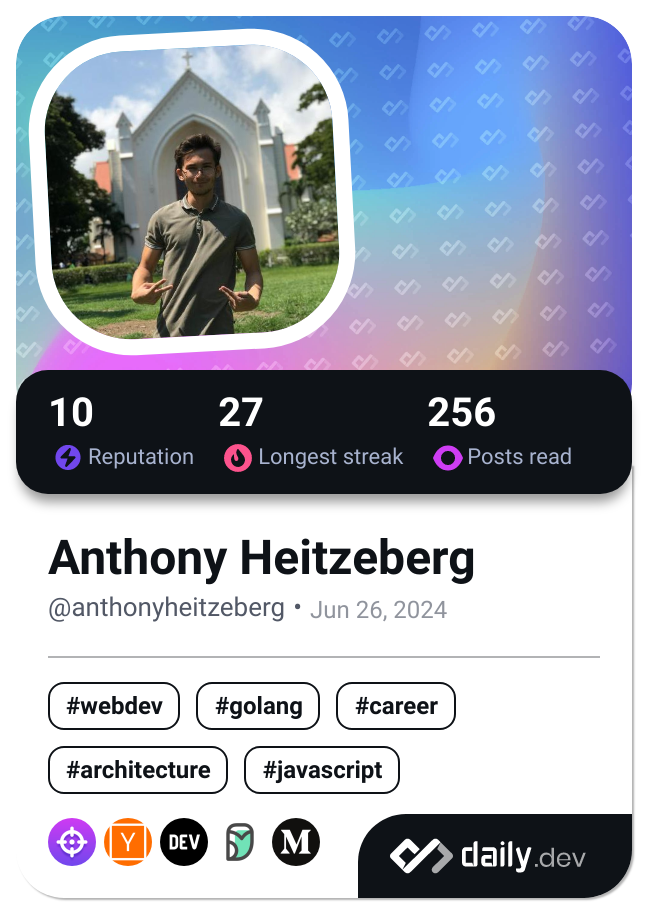 10 27 256
Reputation Longest streak Posts read
Anthony Heitzeberg
@anthonyheitzeberg • Jun 26, 2024
#webdev #golang #career
#architecture #javascript
Y DEV M daily.dev